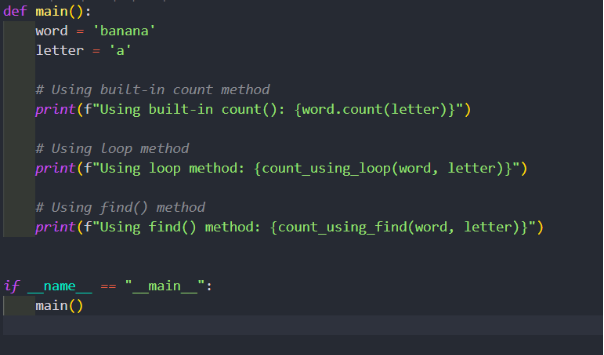 def main():
    word = 'banana'
    letter = 'a'

    # Using built-in count method
    print(f"Using built-in count(): {word.count(letter)}")

    # Using loop method
    print(f"Using loop method: {count_using_loop(word, letter)}")

    # Using find() method
    print(f"Using find() method: {count_using_find(word, letter)}")


if __name__ == "__main__":
    main()